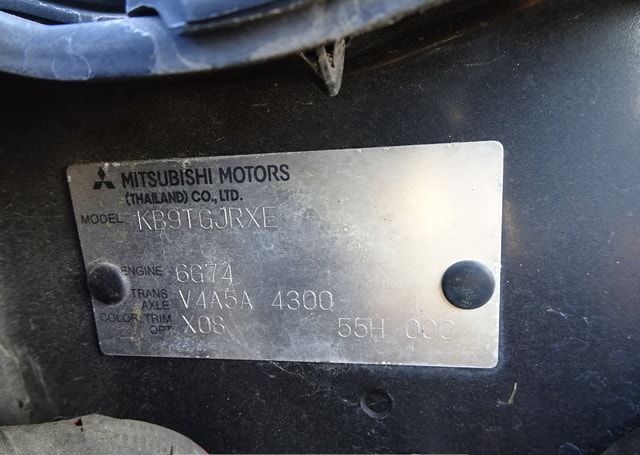 MITSUBISHI MOTORS
(THAILAND) CO., LTD.
MODEL KB9TGJRXE
ENGINE 6G74
TRANS AXLE V4A5A 4300
COLOR, TRIM OPT X08 55H 000